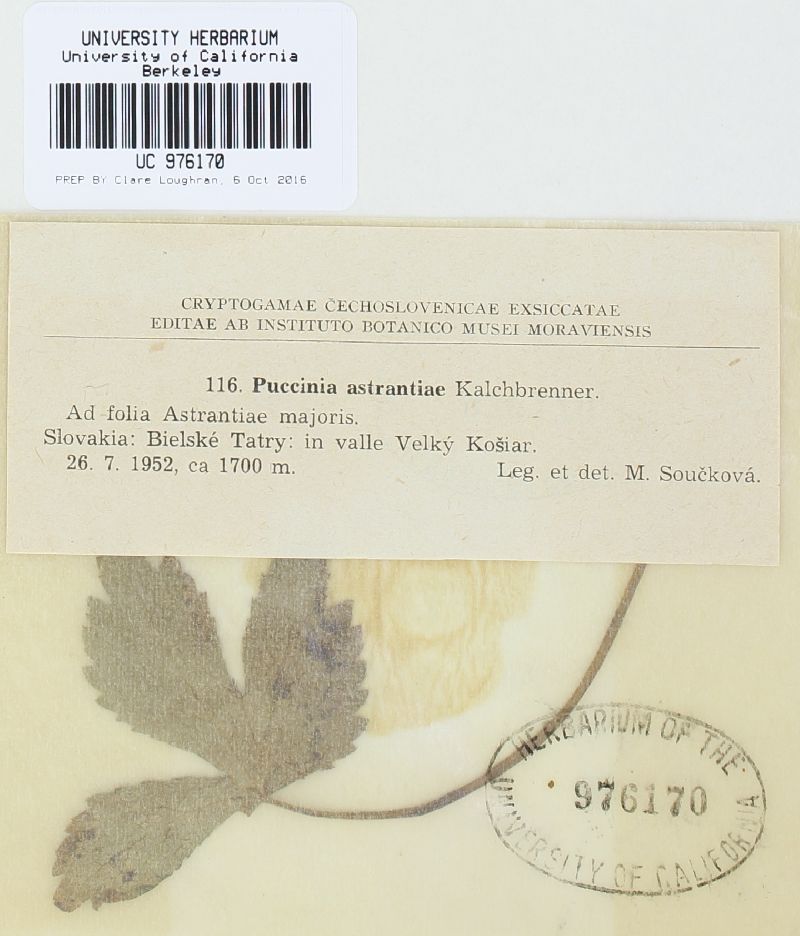 UNIVERSITY HERBARIUM
University of California
Berkeley
UC 976170
PREP BY Clare Loughran, 6 Oct 2016
CRYPTOGAMAE ČECHOSLOVENICAE EXSICCATAE
EDITAE AB INSTITUTO BOTANICO MUSEI MORAVIENSIS
116. Puccinia astrantiae Kalchbrenner.
Ad folia Astrantiae majoris.
Slovakia: Bielské Tatry: in valle Velký Košiar.
26. 7. 1952, ca 1700 m. Leg. et det. M. Součková.
HERBARIUM OF THE
976170
UNIVERSITY OF CALIFORNIA